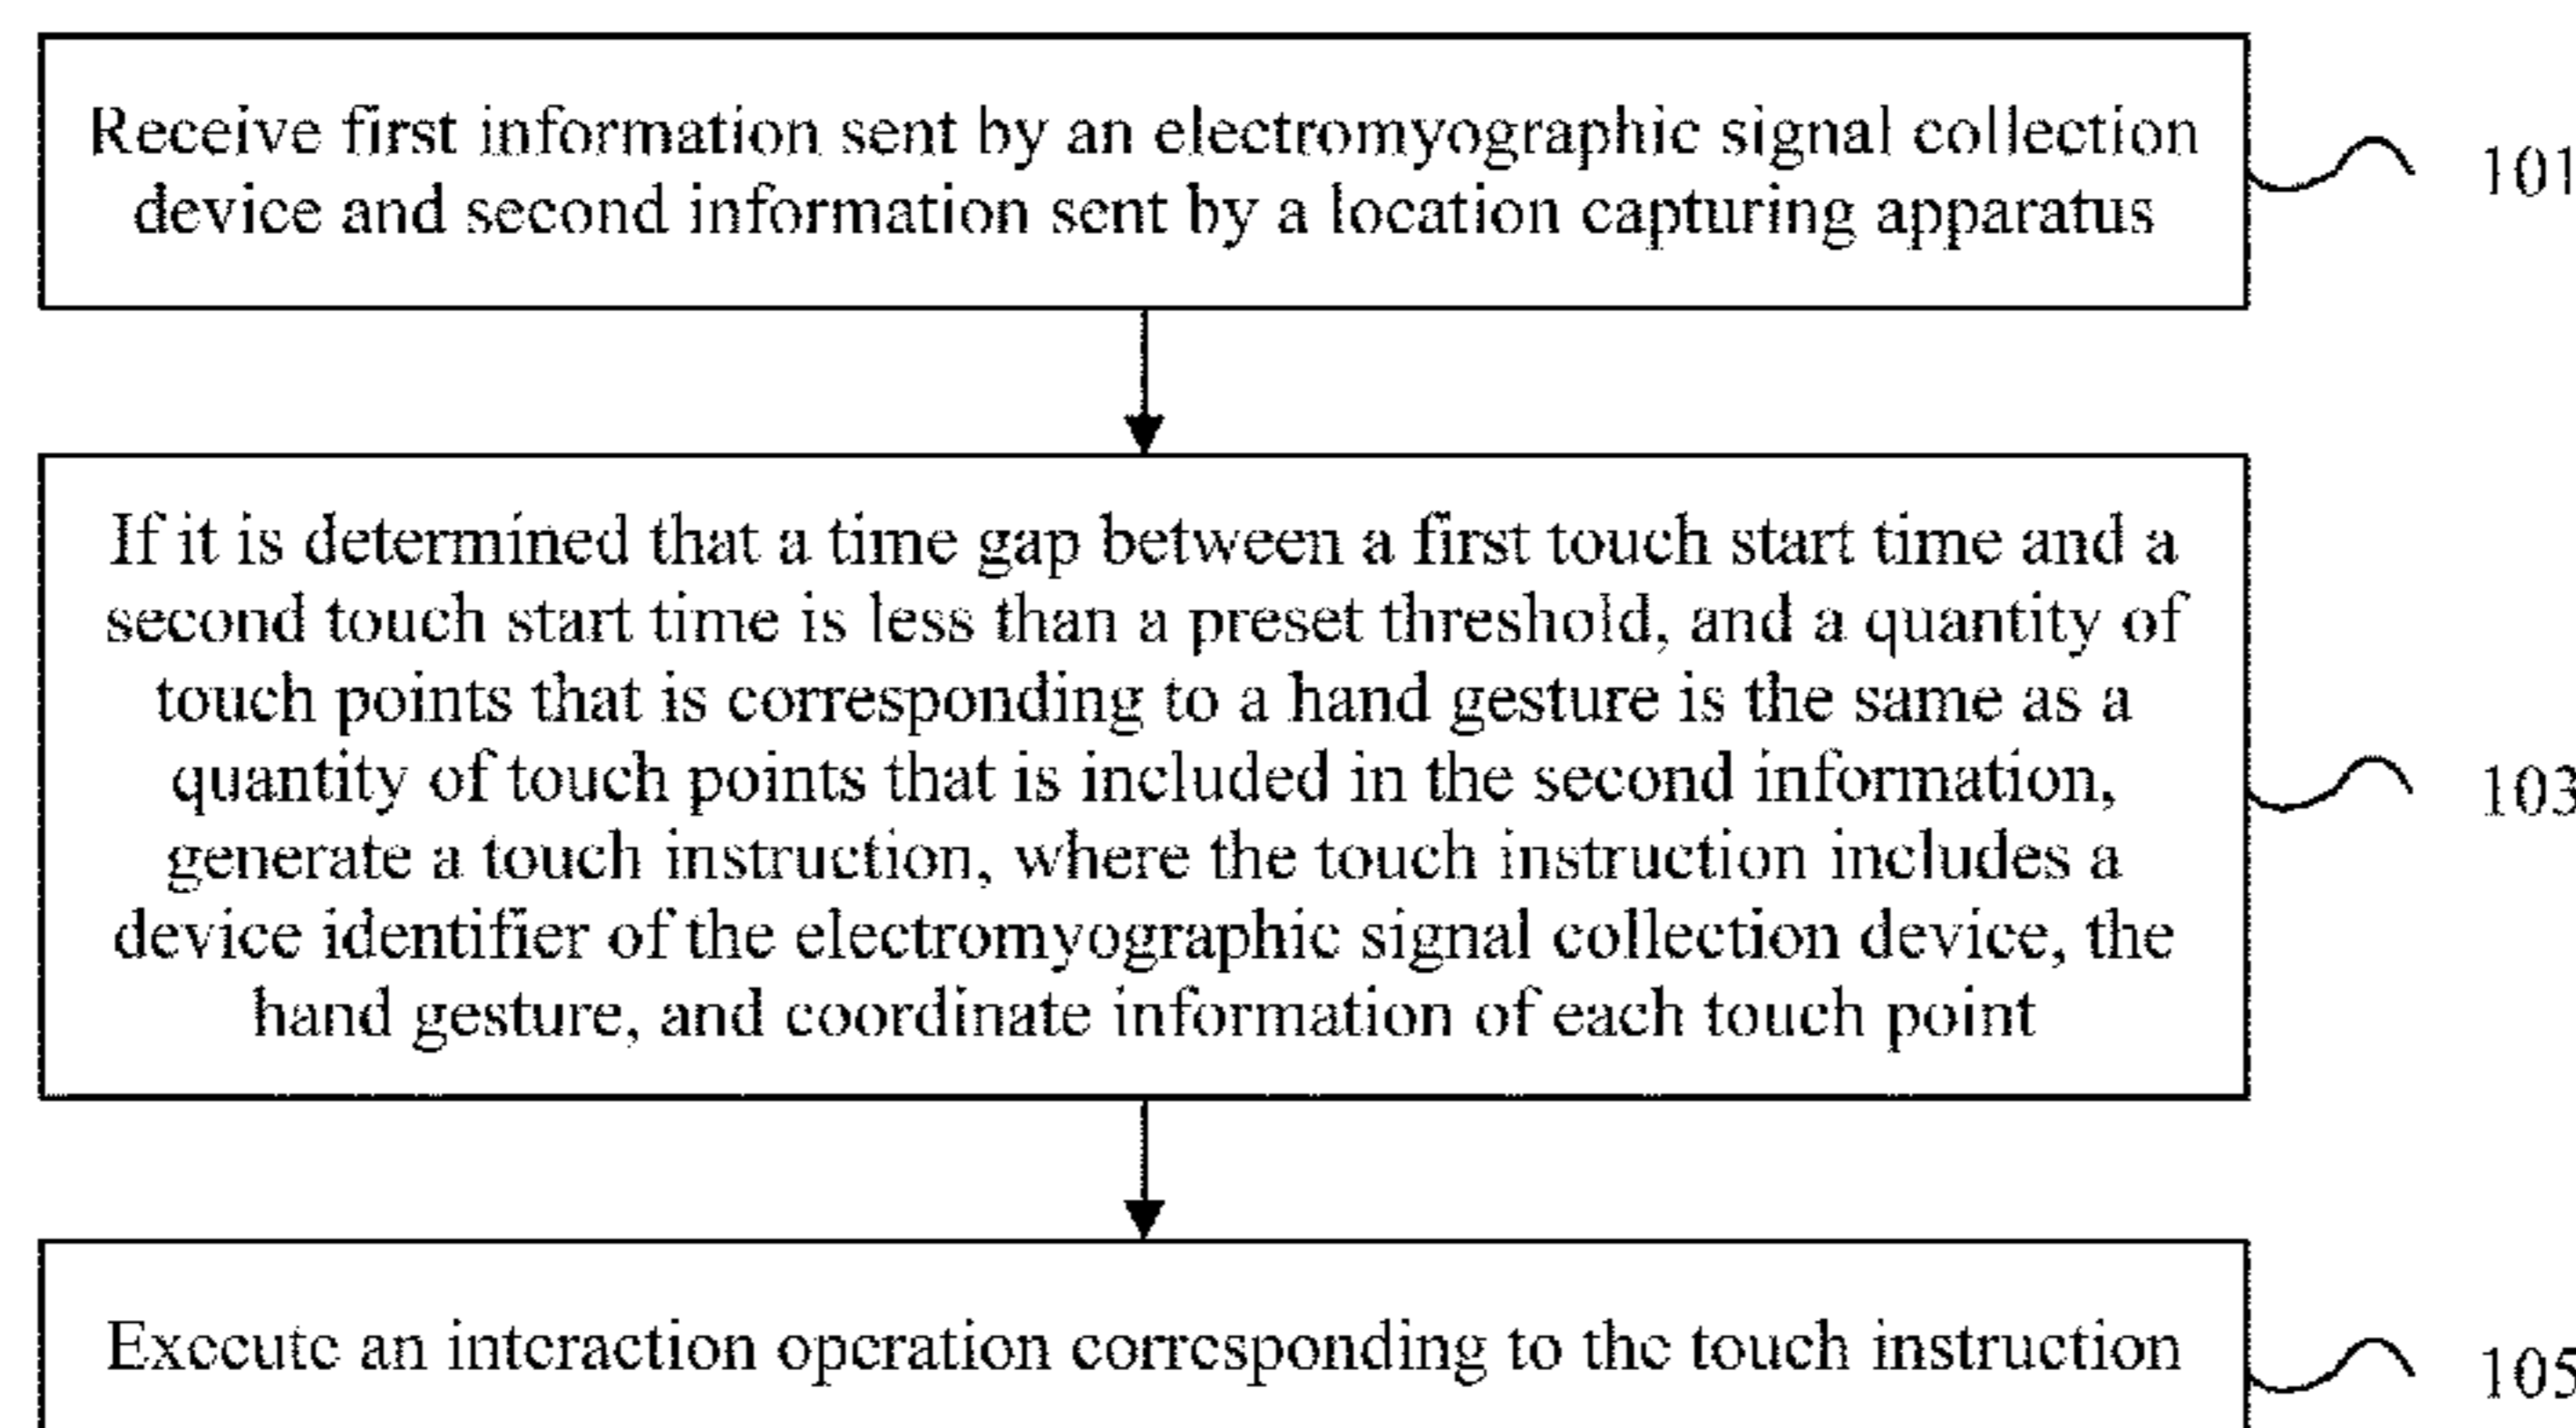 Receive first information sent by an electromyographic signal collection
device and second information sent by a location capturing apparatus
101
If it is determined that a time gap between a first touch start time and a
second touch start time is less than a preset threshold, and a quantity of
touch points that is corresponding to a hand gesture is the same as a
quantity of touch points that is included in the second information,
generate a touch instruction, where the touch instruction includes a
device identifier of the electromyographic signal collection device, the
hand gesture, and coordinate information of each touch point
103
Execute an interaction operation corresponding to the touch instruction
105